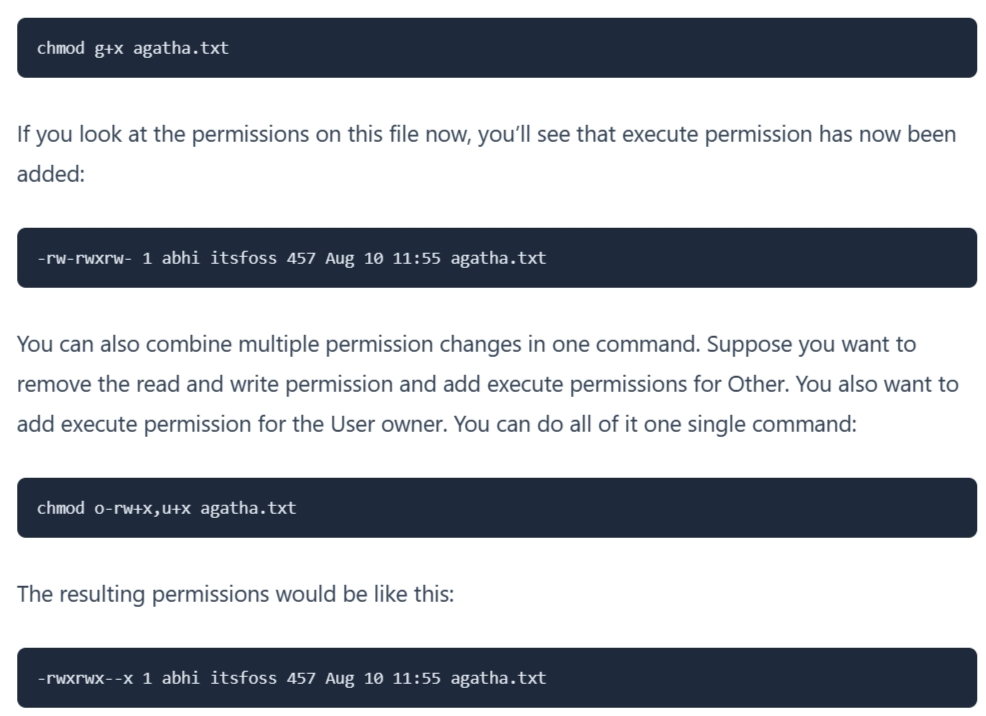 chmod g+x agatha.txt
If you look at the permissions on this file now, you’ll see that execute permission has now been
added:
-rw-rwxrw- 1 abhi itsfoss 457 Aug 10 11:55 agatha.txt
You can also combine multiple permission changes in one command. Suppose you want to
remove the read and write permission and add execute permissions for Other. You also want to
add execute permission for the User owner. You can do all of it one single command:
chmod o-rw+x,u+x agatha.txt
The resulting permissions would be like this:
-rwxrwx--x 1 abhi itsfoss 457 Aug 10 11:55 agatha.txt